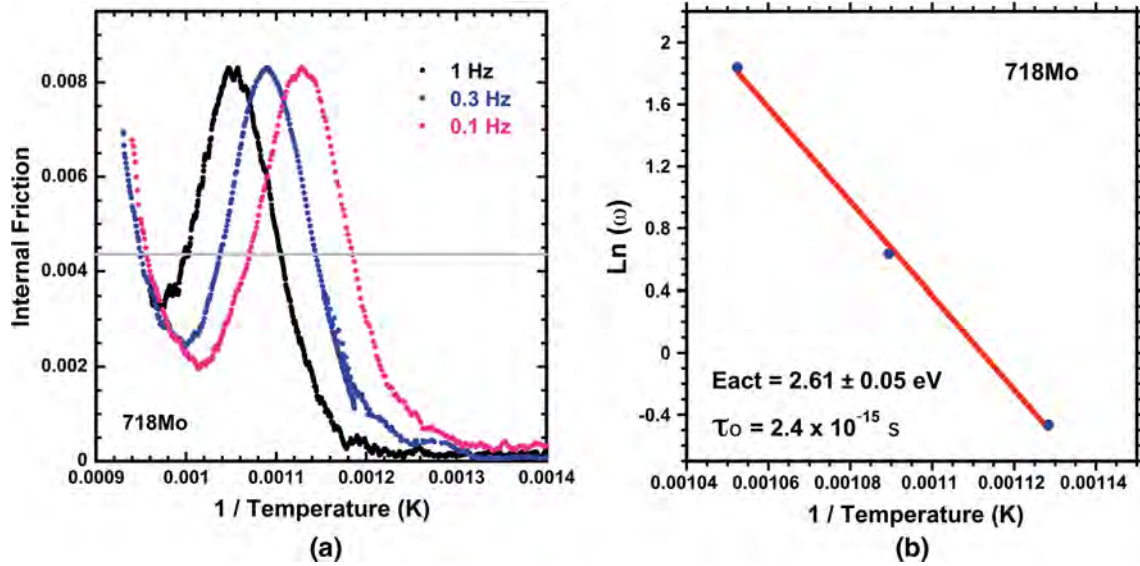 0.008
0.006
0.004
0.002
0
Internal Friction
1 Hz
0.3 Hz
0.1 Hz
718Mo
0.0009 0.001 0.0011 0.0012 0.0013 0.0014
1 / Temperature (K)
(a)
2
1.6
1.2
0.8
0.4
0
-0.4
Ln (ω)
718Mo
Eact = 2.61 ± 0.05 eV
τo = 2.4 x 10⁻¹⁵ s
0.00104 0.00106 0.00108 0.0011 0.00112 0.00114
1 / Temperature (K)
(b)